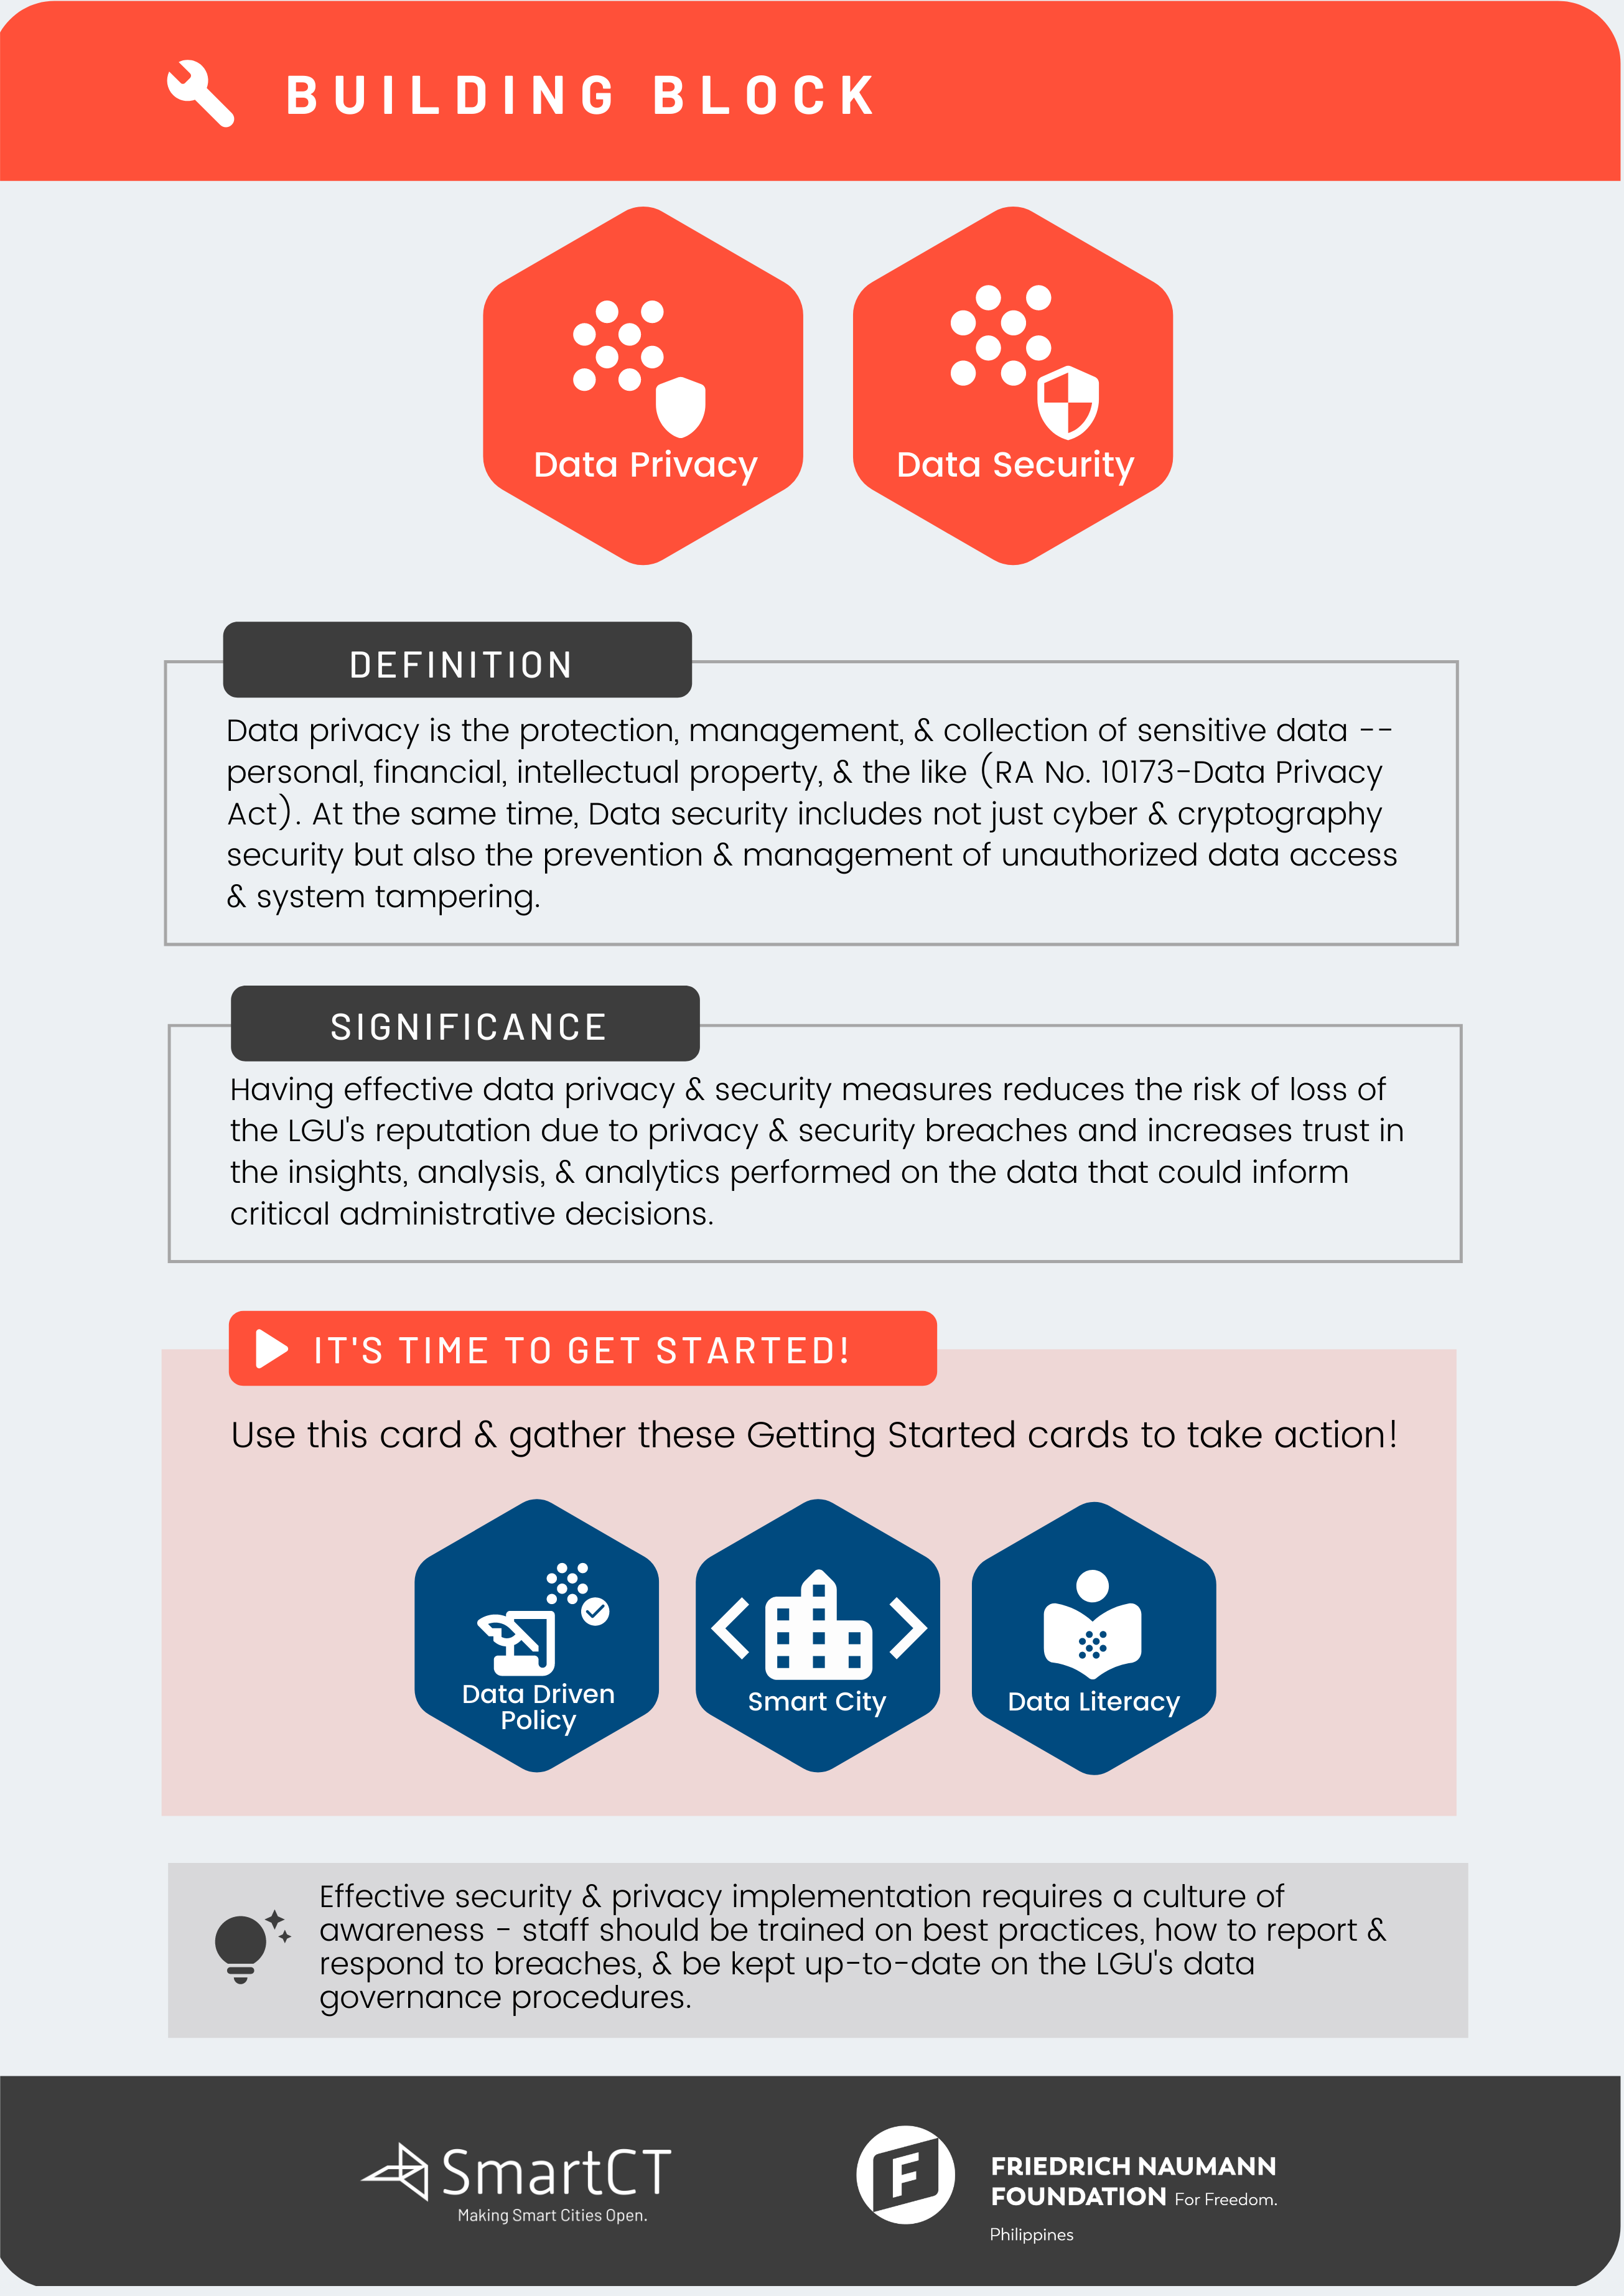 BUILDING BLOCK
Data Privacy
Data Security
DEFINITION
Data privacy is the protection, management, & collection of sensitive data --
personal, financial, intellectual property, & the like (RA No. 10173-Data Privacy
Act). At the same time, Data security includes not just cyber & cryptography
security but also the prevention & management of unauthorized data access
& system tampering.
SIGNIFICANCE
Having effective data privacy & security measures reduces the risk of loss of
the LGU's reputation due to privacy & security breaches and increases trust in
the insights, analysis, & analytics performed on the data that could inform
critical administrative decisions.
IT'S TIME TO GET STARTED!
Use this card & gather these Getting Started cards to take action!
Data Driven
Policy
Smart City
Data Literacy
Effective security & privacy implementation requires a culture of
awareness - staff should be trained on best practices, how to report &
respond to breaches, & be kept up-to-date on the LGU's data
governance procedures.
SmartCT
Making Smart Cities Open.
F
FRIEDRICH NAUMANN
FOUNDATION For Freedom.
Philippines